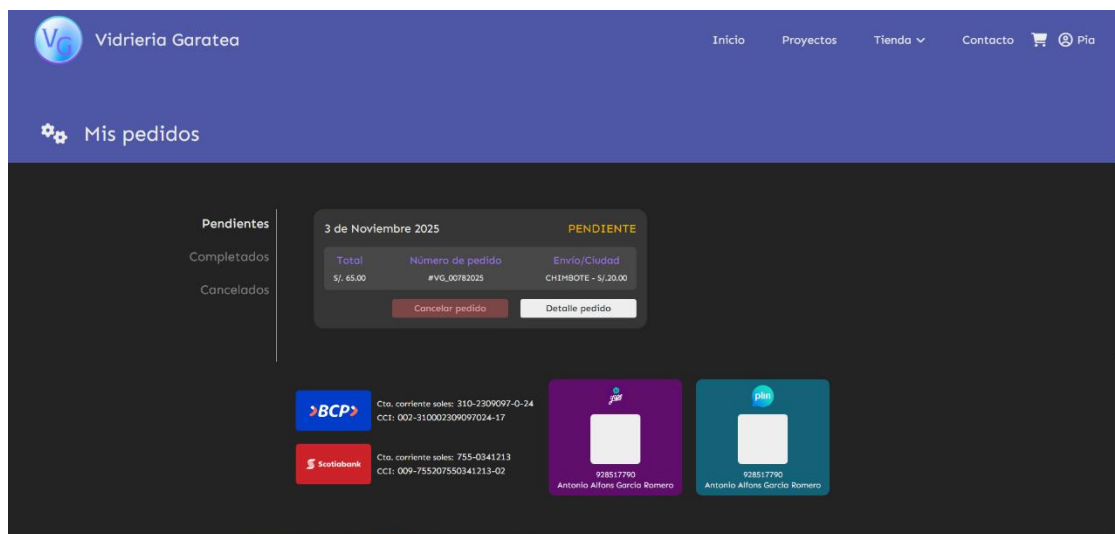 VG
Vidrieria Garatea
Inicio Proyectos Tienda Contacto Pia
Mis pedidos
Pendientes
Completados
Cancelados
3 de Noviembre 2025 PENDIENTE
Total Número de pedido Envío/Ciudad
S/. 65.00 #VG_00782025 CHIMBOTE - S/.20.00
Cancelar pedido Detalle pedido
BCP
Cta. corriente soles: 310-2309097-0-24
CCI: 002-310002309097024-17
Scotiabank
Cta. corriente soles: 755-0341213
CCI: 009-755207550341213-02
yape
928517790
Antonio Alfons Garcia Romero
plin
928517790
Antonio Alfons Garcia Romero